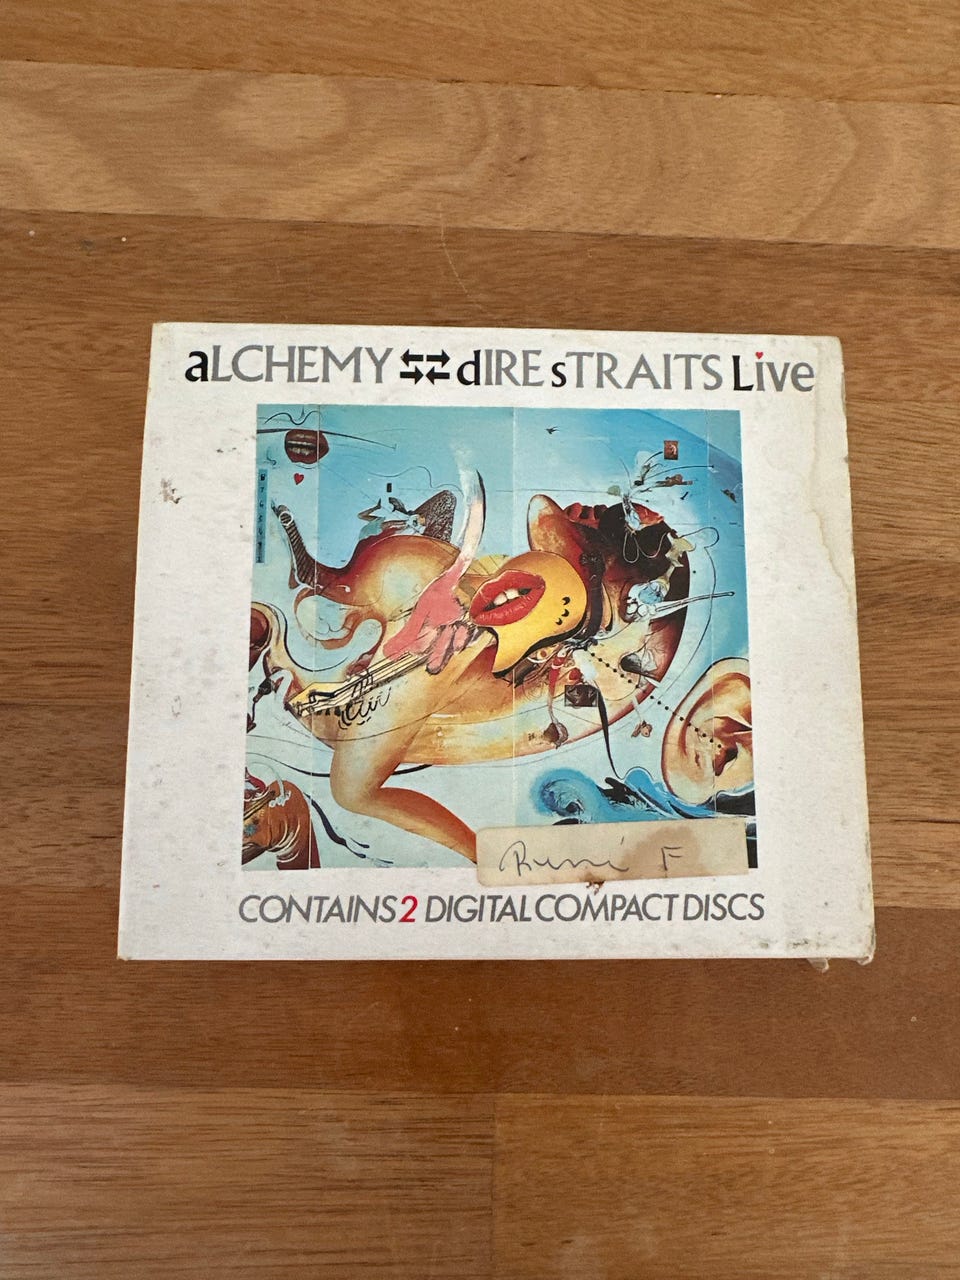 aLCHEMY ⇆ dIRE sTRAITS Live
F
CONTAINS 2 DIGITAL COMPACT DISCS